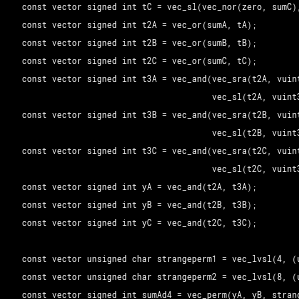 const vector signed int tC = vec_sl(vec_nor(zero, sumC),
const vector signed int t2A = vec_or(sumA, tA);
const vector signed int t2B = vec_or(sumB, tB);
const vector signed int t2C = vec_or(sumC, tC);
const vector signed int t3A = vec_and(vec_sra(t2A, vuint
vec_sl(t2A, vuint3
const vector signed int t3B = vec_and(vec_sra(t2B, vuint
vec_sl(t2B, vuint3
const vector signed int t3C = vec_and(vec_sra(t2C, vuint
vec_sl(t2C, vuint3
const vector signed int yA = vec_and(t2A, t3A);
const vector signed int yB = vec_and(t2B, t3B);
const vector signed int yC = vec_and(t2C, t3C);
const vector unsigned char strangeperm1 = vec_lvsl(4, (u
const vector unsigned char strangeperm2 = vec_lvsl(8, (u
const vector signed int sumAd4 = vec_perm(yA, yB, strang